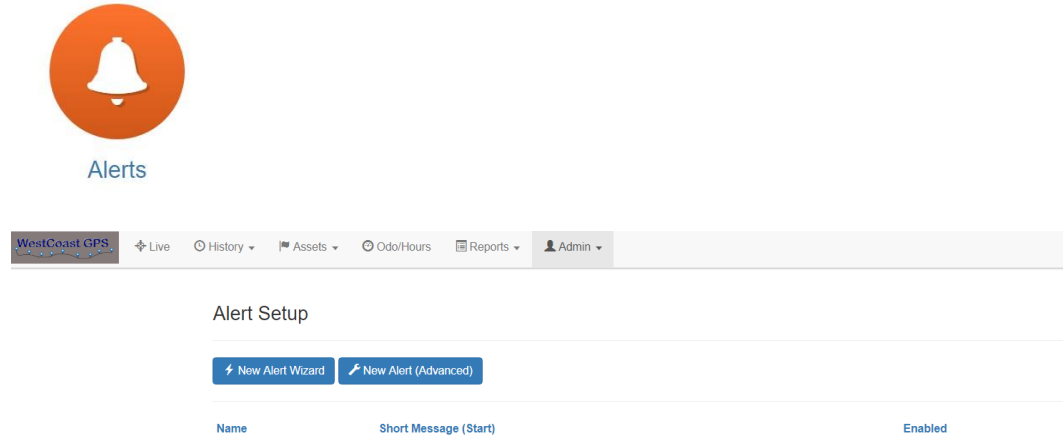 Alerts
WestCoast GPS Live History Assets Odo/Hours Reports Admin
Alert Setup
New Alert Wizard New Alert (Advanced)
Name Short Message (Start) Enabled